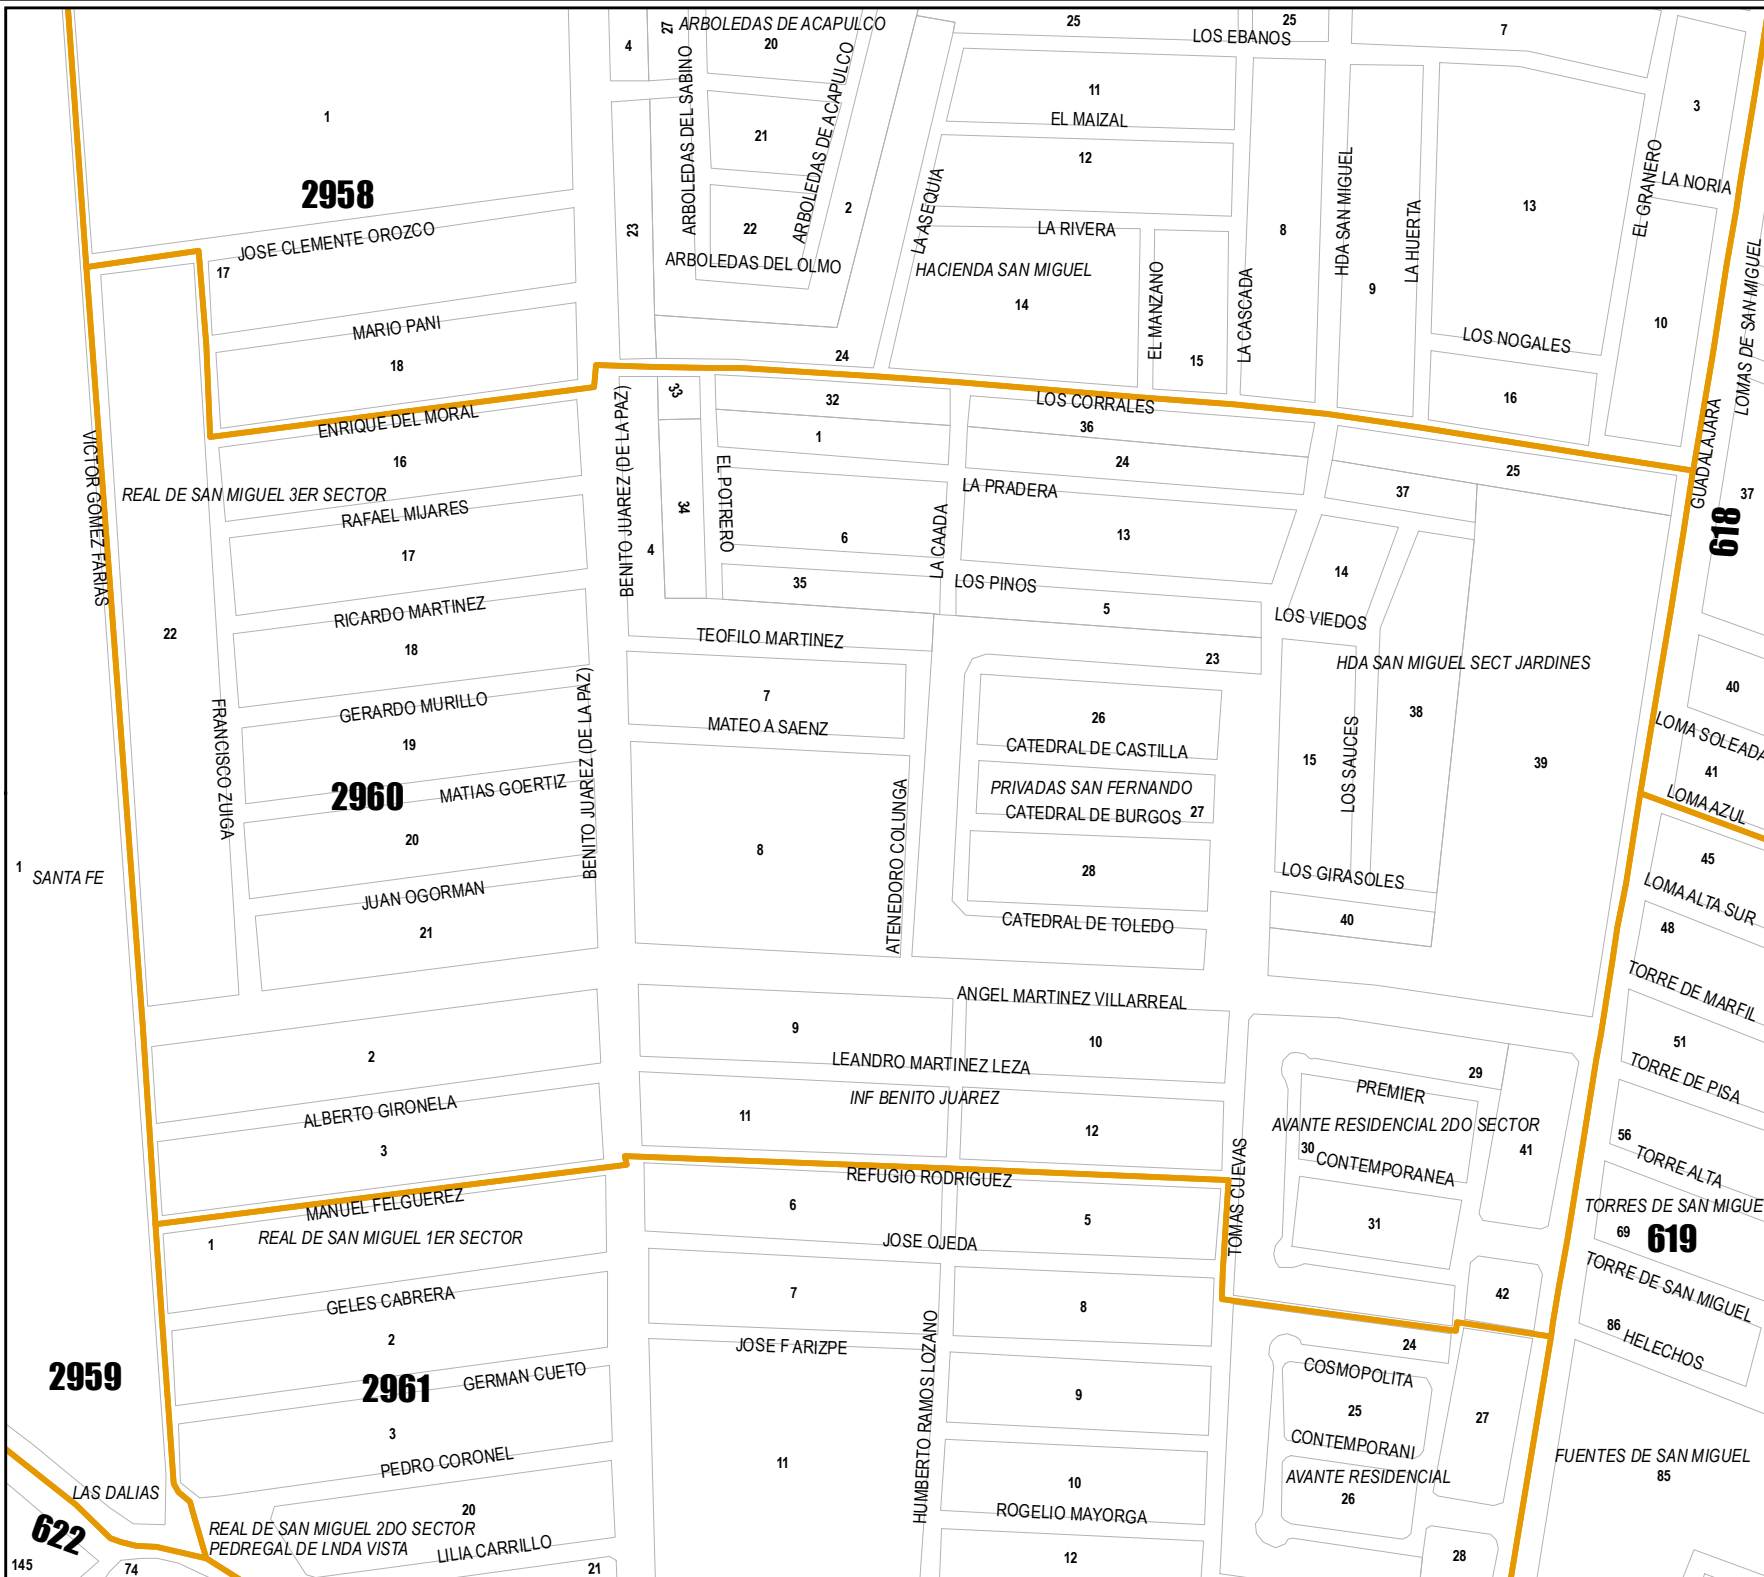 ARBOLEDAS DE ACAPULCO
25
25
7
4
27
20
LOS EBANOS
11
3
1
21
EL MAIZAL
12
ARBOLEDAS DEL SABINO
ARBOLEDAS DE ACAPULCO
LA ASEQUIA
HDA SAN MIGUEL
EL GRANERO
LA NORIA
2958
2
13
23
22
LA RIVERA
8
LA HUERTA
JOSE CLEMENTE OROZCO
17
ARBOLEDAS DEL OLMO
HACIENDA SAN MIGUEL
9
14
EL MANZANO
LA CASCADA
10
LOMAS DE SAN MIGUEL
MARIO PANI
18
24
15
LOS NOGALES
16
33
32
LOS CORRALES
ENRIQUE DEL MORAL
36
1
GUADALAJARA
16
24
25
VICTOR GOMEZ FARIAS
REAL DE SAN MIGUEL 3ER SECTOR
BENITO JUAREZ (DE LA PAZ)
EL POTRERO
LA PRADERA
37
37
34
RAFAEL MIJARES
618
17
4
6
LA CAADA
13
35
LOS PINOS
14
RICARDO MARTINEZ
5
LOS VIEDOS
22
18
TEOFILO MARTINEZ
23
HDA SAN MIGUEL SECT JARDINES
40
7
GERARDO MURILLO
MATEO A SAENZ
26
38
LOMA SOLEADA
FRANCISCO ZUIGA
19
CATEDRAL DE CASTILLA
15
LOS SAUCES
39
41
2960
MATIAS GOERTIZ
BENITO JUAREZ (DE LA PAZ)
PRIVADAS SAN FERNANDO
LOMA AZUL
CATEDRAL DE BURGOS
27
20
8
ATENEDORO COLUNGA
45
1
SANTA FE
28
LOS GIRASOLES
LOMA ALTA SUR
JUAN OGORMAN
21
CATEDRAL DE TOLEDO
40
48
TORRE DE MARFIL
ANGEL MARTINEZ VILLARREAL
2
9
10
51
LEANDRO MARTINEZ LEZA
29
TORRE DE PISA
PREMIER
ALBERTO GIRONELA
INF BENITO JUAREZ
AVANTE RESIDENCIAL 2DO SECTOR
3
11
12
30
41
56
TORRE ALTA
CONTEMPORANEA
MANUEL FELGUEREZ
REFUGIO RODRIGUEZ
TOMAS CUEVAS
6
5
31
TORRES DE SAN MIGUE
1
REAL DE SAN MIGUEL 1ER SECTOR
JOSE OJEDA
69
619
GELES CABRERA
7
8
42
TORRE DE SAN MIGUEL
86
HELECHOS
2
JOSE F ARIZPE
24
2959
2961
GERMAN CUETO
HUMBERTO RAMOS LOZANO
COSMOPOLITA
9
25
27
3
CONTEMPORANI
PEDRO CORONEL
11
FUENTES DE SAN MIGUEL
85
10
AVANTE RESIDENCIAL
26
LAS DALIAS
20
ROGELIO MAYORGA
622
REAL DE SAN MIGUEL 2DO SECTOR
PEDREGAL DE LNDA VISTA
LILIA CARRILLO
12
28
145
74
21